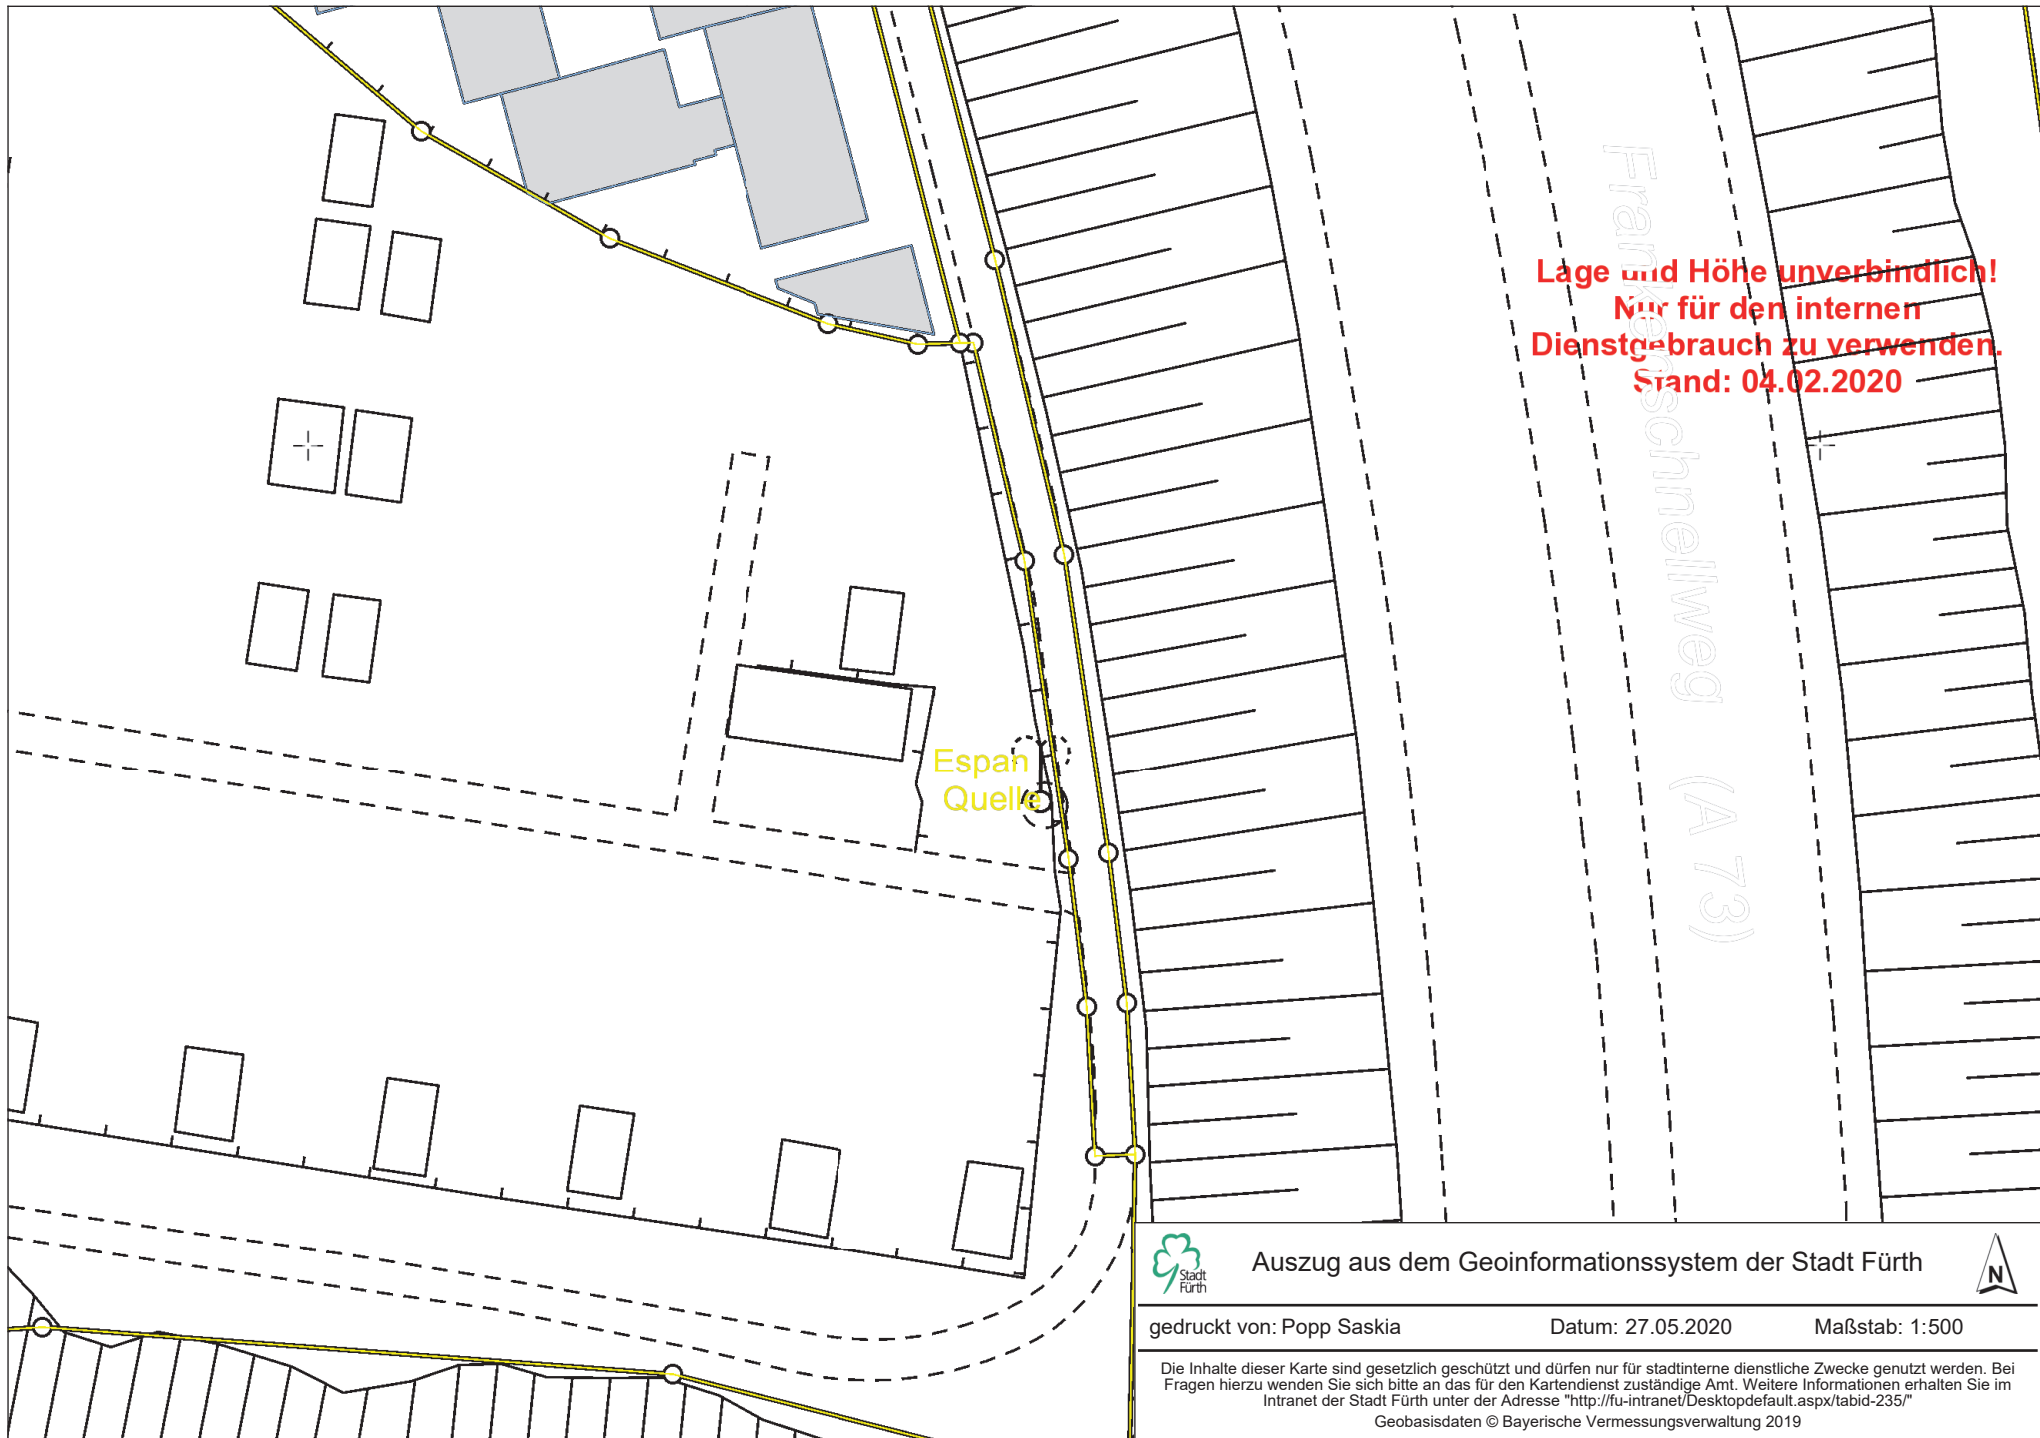 Frankenschnellweg (A 73)
Lage und Höhe unverbindlich!
Nur für den internen
Dienstgebrauch zu verwenden.
Stand: 04.02.2020
Espan
Quelle
Stadt
Fürth
Auszug aus dem Geoinformationssystem der Stadt Fürth
N
gedruckt von: Popp Saskia Datum: 27.05.2020 Maßstab: 1:500
Die Inhalte dieser Karte sind gesetzlich geschützt und dürfen nur für stadtinterne dienstliche Zwecke genutzt werden. Bei
Fragen hierzu wenden Sie sich bitte an das für den Kartendienst zuständige Amt. Weitere Informationen erhalten Sie im
Intranet der Stadt Fürth unter der Adresse "http://fu-intranet/Desktopdefault.aspx/tabid-235/"
Geobasisdaten © Bayerische Vermessungsverwaltung 2019